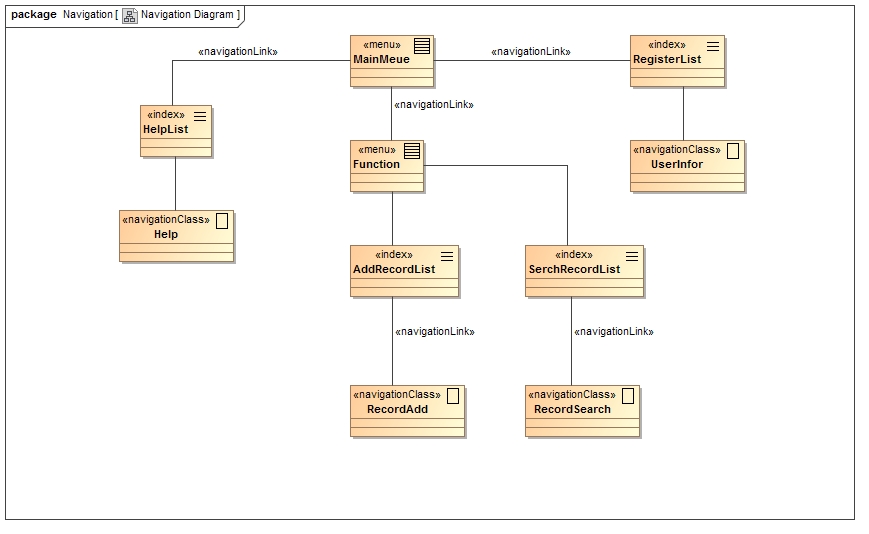 package Navigation [ Navigation Diagram ]
«navigationLink»
«menu»
MainMeue
«navigationLink»
«index»
RegisterList
«navigationLink»
«index»
HelpList
«menu»
Function
«navigationClass»
UserInfor
«navigationClass»
Help
«index»
AddRecordList
«index»
SerchRecordList
«navigationLink»
«navigationLink»
«navigationClass»
RecordAdd
«navigationClass»
RecordSearch